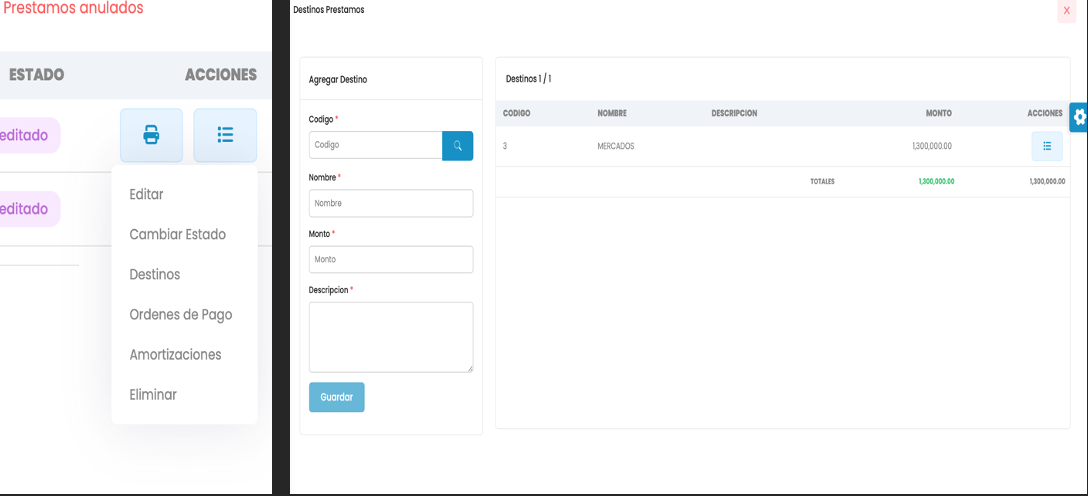 Prestamos anulados
ESTADO ACCIONES
editado
editado
Editar
Cambiar Estado
Destinos
Ordenes de Pago
Amortizaciones
Eliminar
Destinos Prestamos
X
Agregar Destino
Codigo *
Codigo
Nombre *
Nombre
Monto *
Monto
Descripcion *
Guardar
Destinos 1 / 1
CODIGO NOMBRE DESCRIPCION MONTO ACCIONES
3 MERCADOS 1,300,000.00
TOTALES 1,300,000.00 1,300,000.00